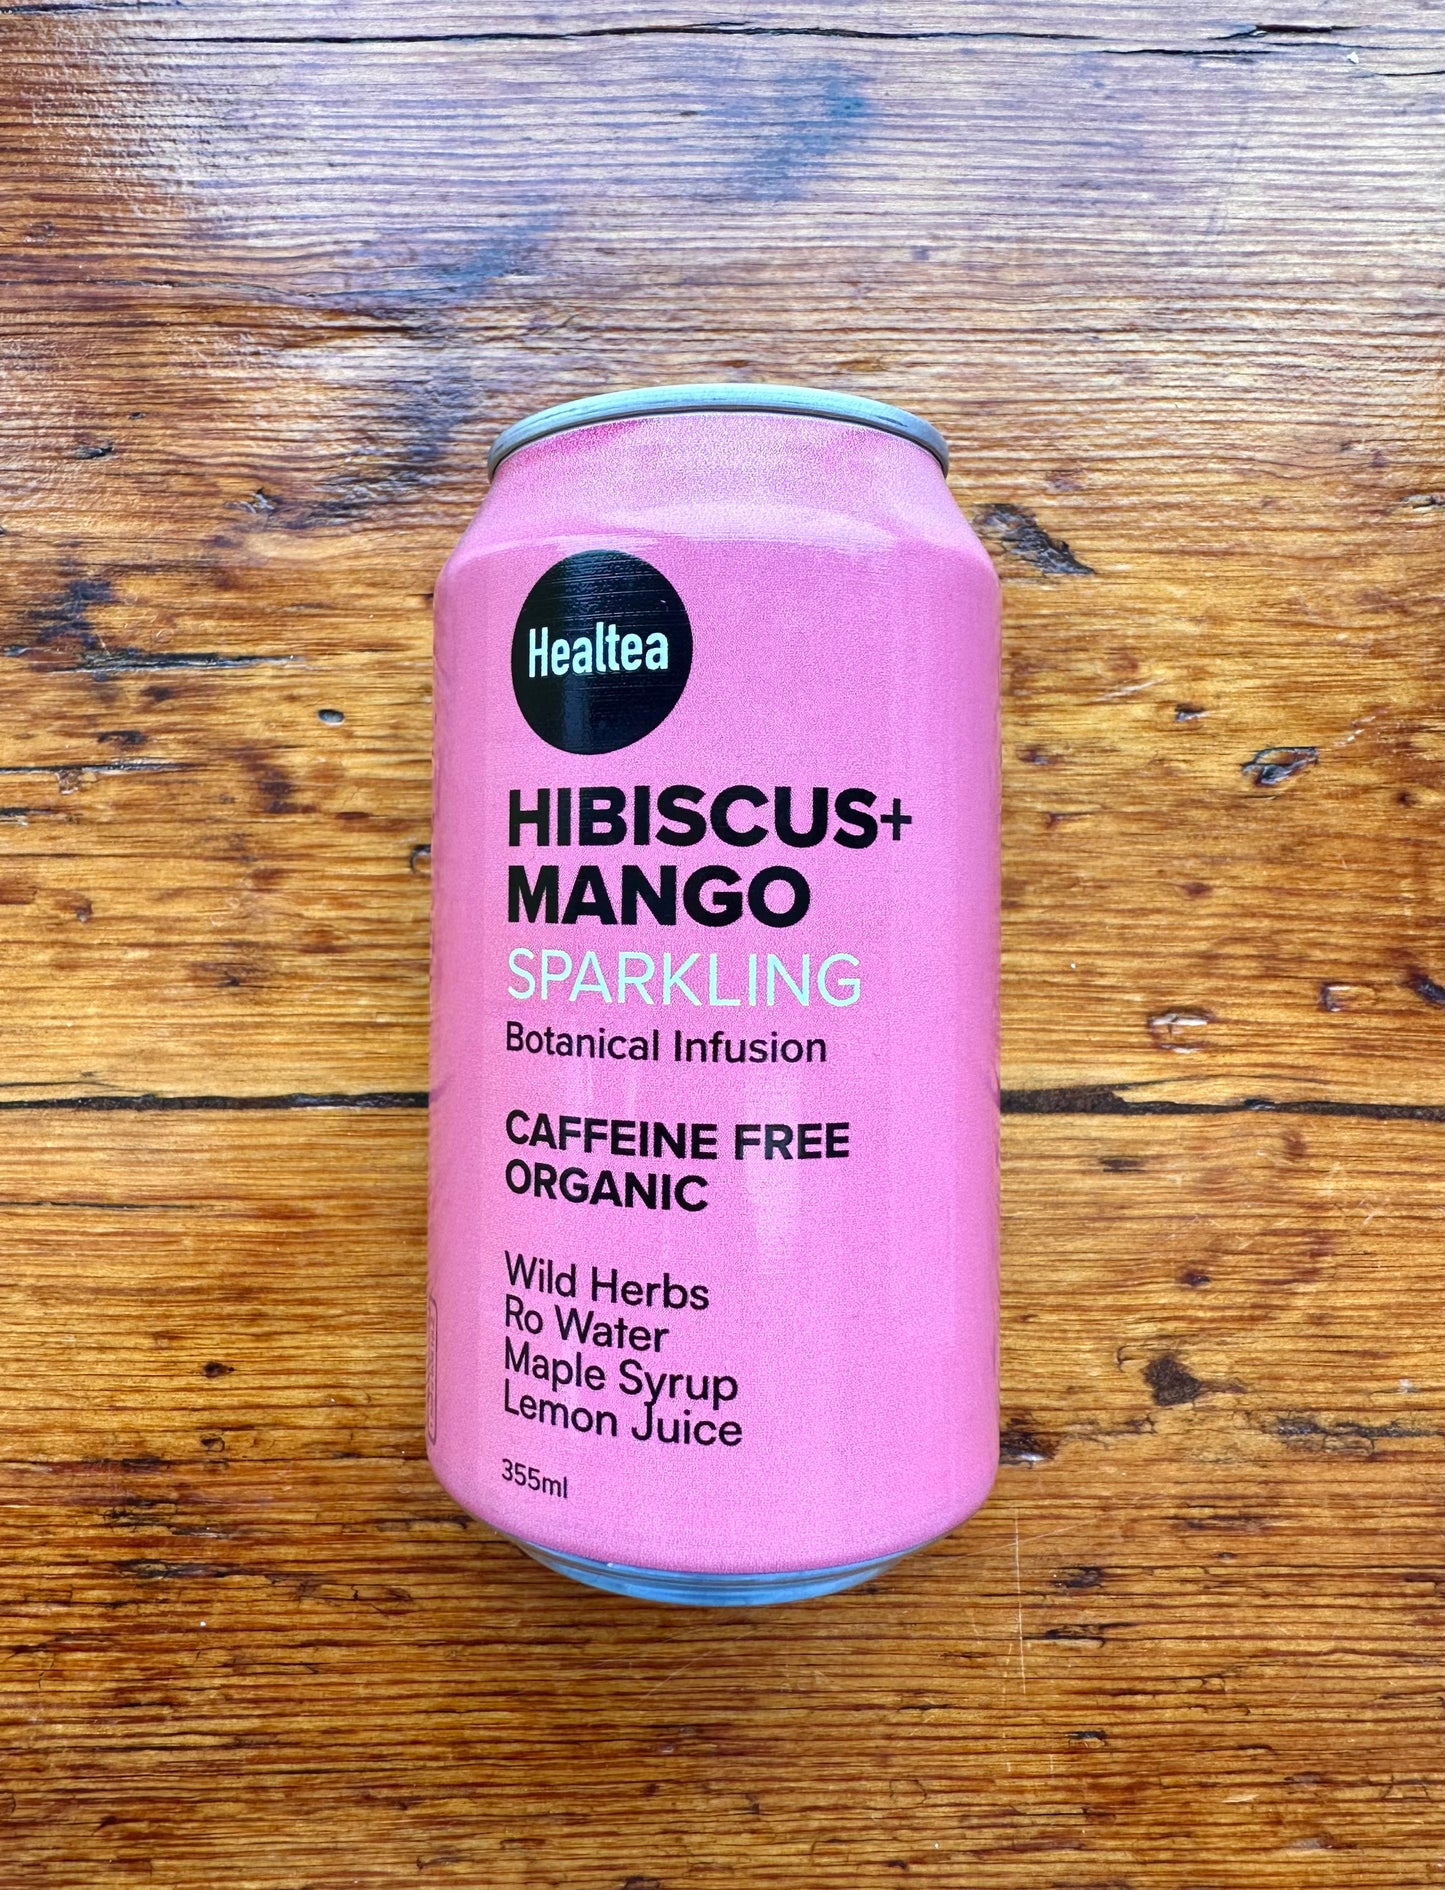 Healtea
HIBISCUS+
MANGO
SPARKLING
Botanical Infusion
CAFFEINE FREE
ORGANIC
Wild Herbs
Ro Water
Maple Syrup
Lemon Juice
355ml